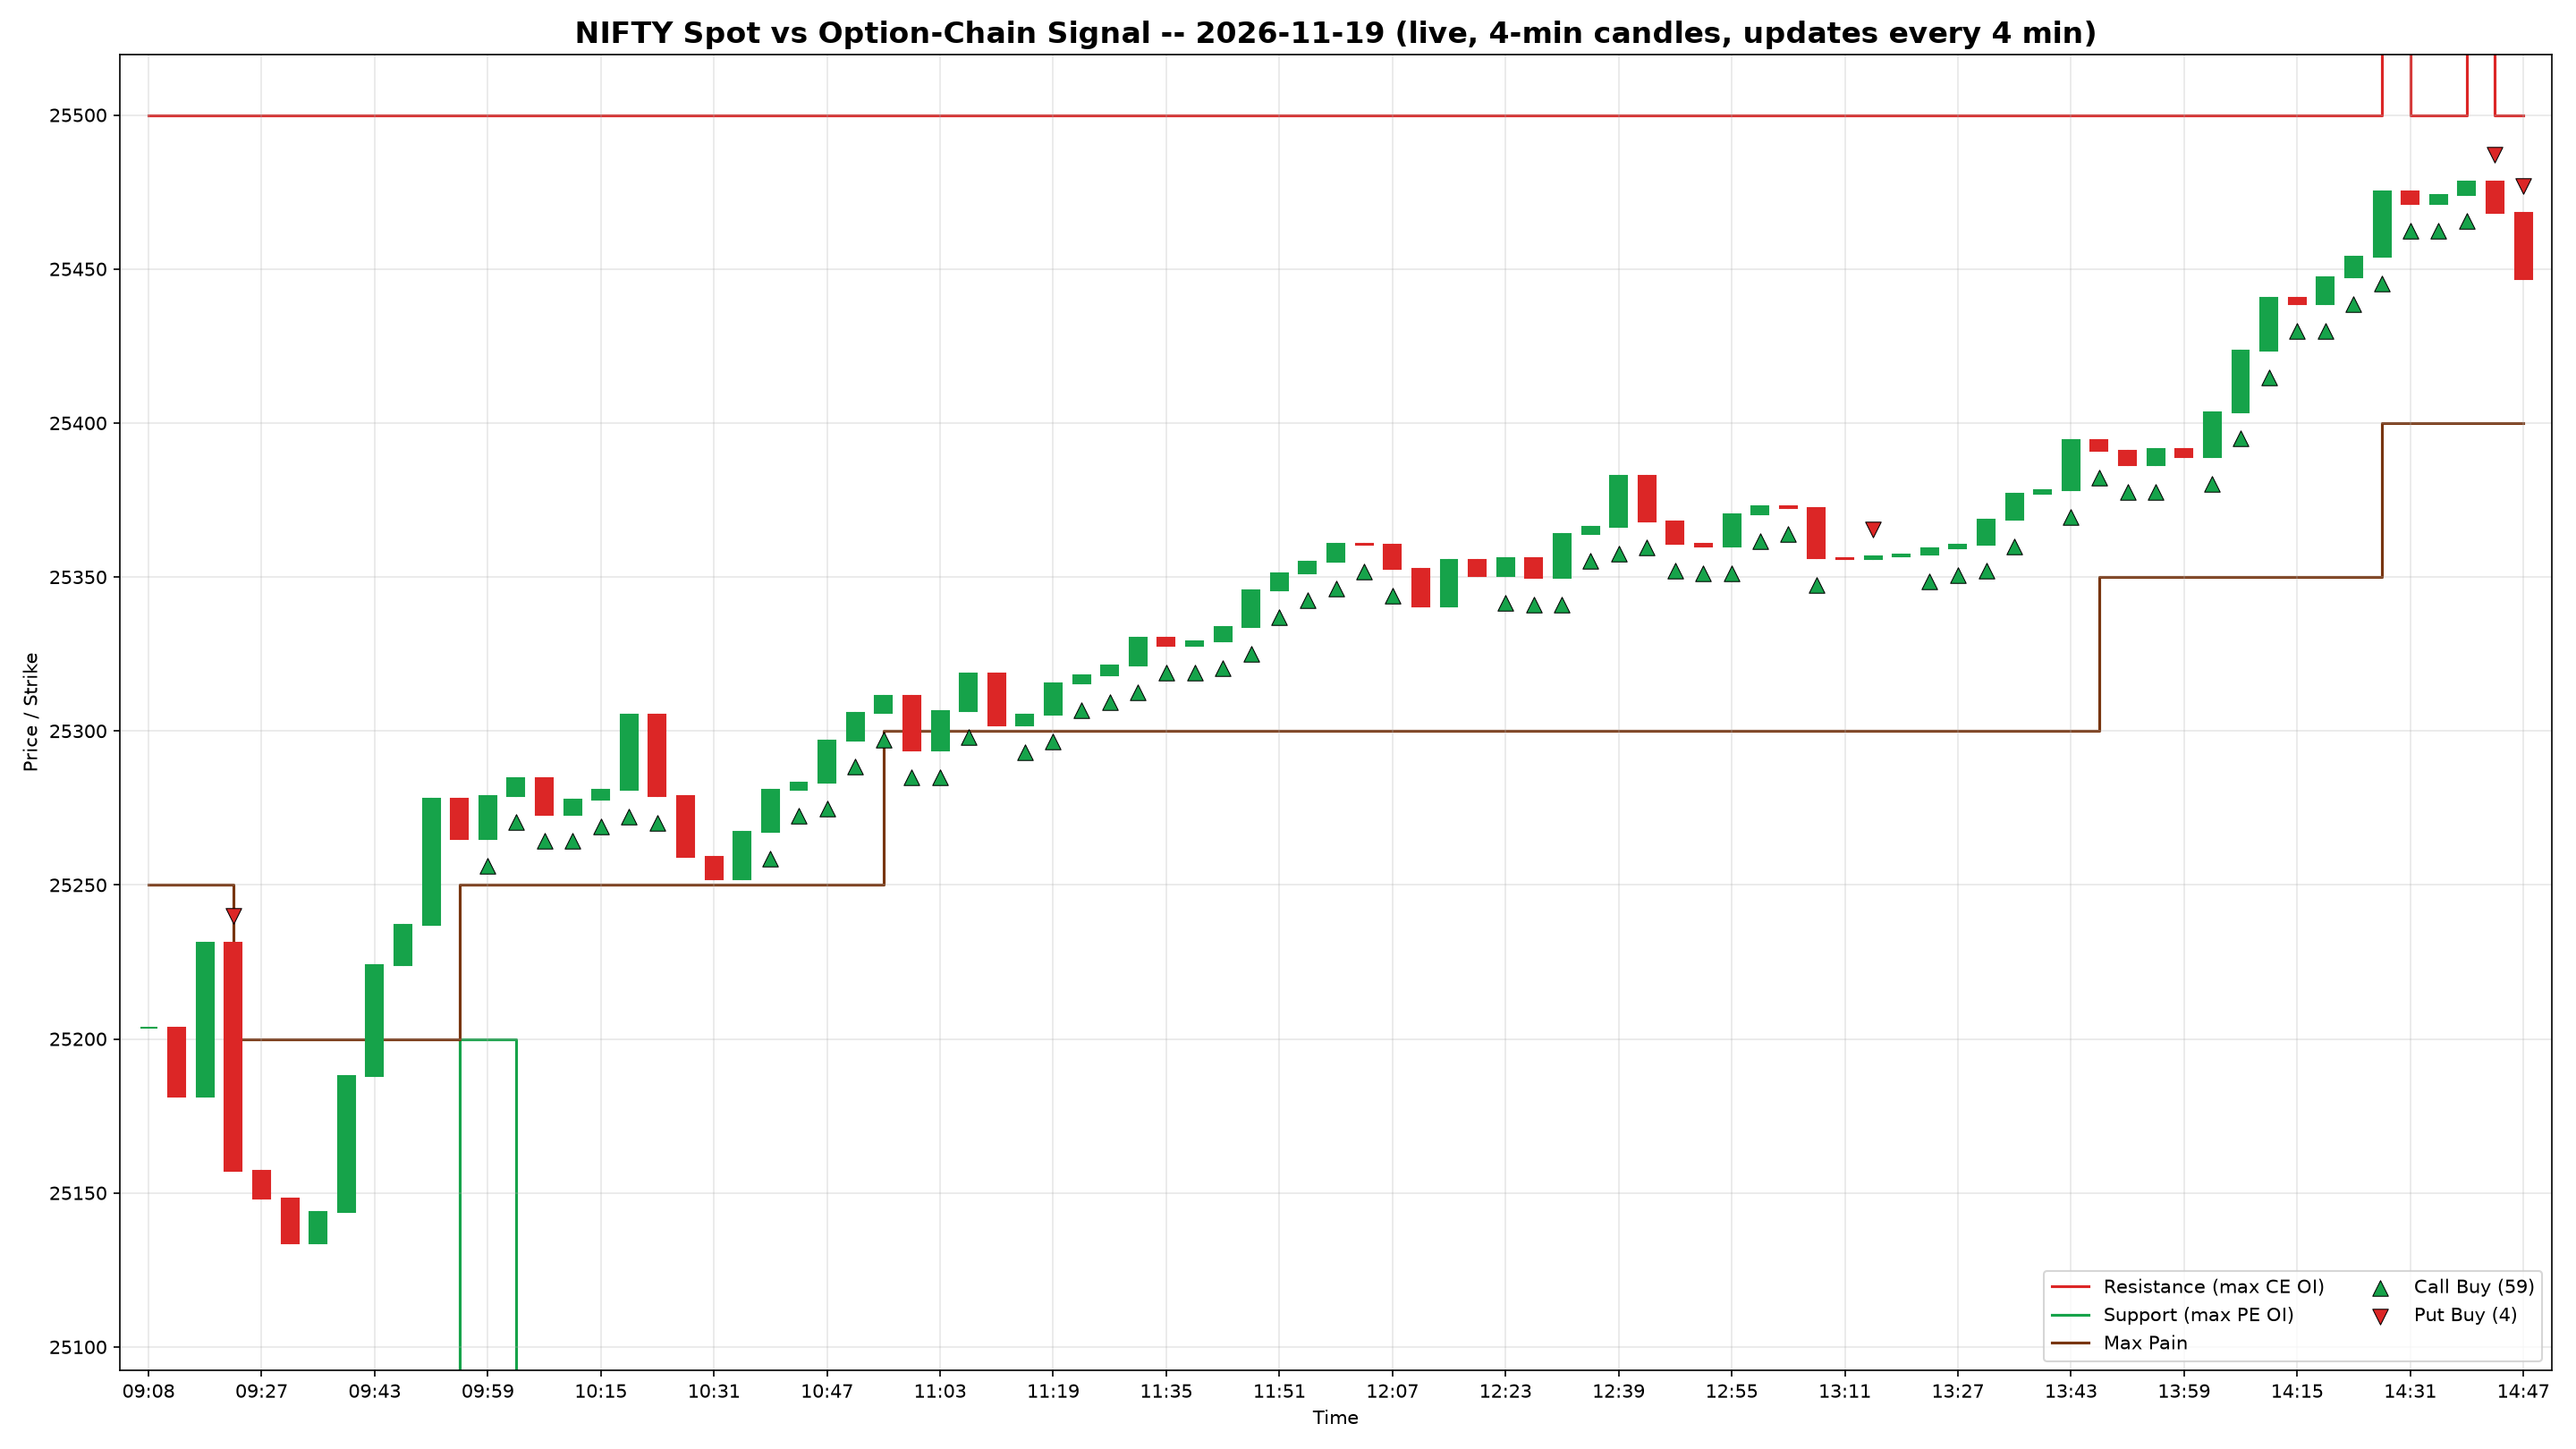 NIFTY Spot vs Option-Chain Signal -- 2026-11-19 (live, 4-min candles, updates every 4 min)
Price / Strike
25500
25450
25400
25350
25300
25250
25200
25150
25100
09:08 09:27 09:43 09:59 10:15 10:31 10:47 11:03 11:19 11:35 11:51 12:07 12:23 12:39 12:55 13:11 13:27 13:43 13:59 14:15 14:31 14:47
Time
Resistance (max CE OI)
Support (max PE OI)
Max Pain
Call Buy (59)
Put Buy (4)